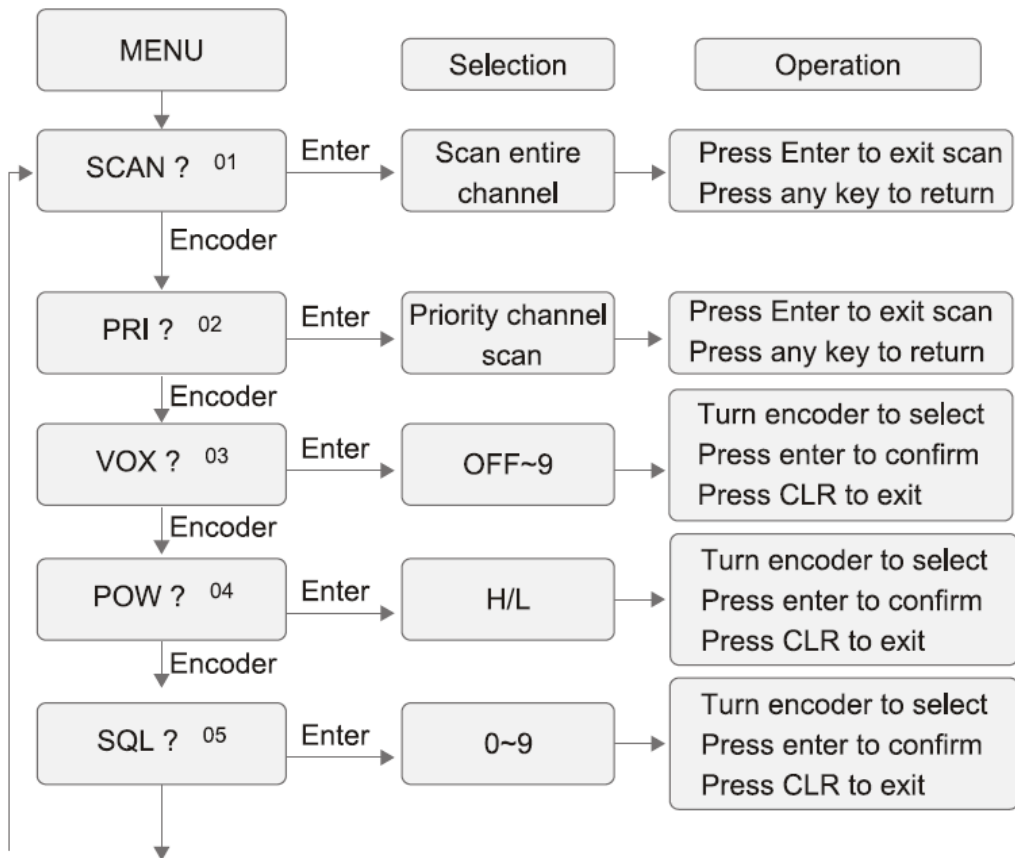 MENU
Selection
Operation
SCAN ? 01
Enter
Scan entire
channel
Press Enter to exit scan
Press any key to return
Encoder
PRI ? 02
Enter
Priority channel
scan
Press Enter to exit scan
Press any key to return
Encoder
VOX ? 03
Enter
OFF~9
Turn encoder to select
Press enter to confirm
Press CLR to exit
Encoder
POW ? 04
Enter
H/L
Turn encoder to select
Press enter to confirm
Press CLR to exit
Encoder
SQL ? 05
Enter
0~9
Turn encoder to select
Press enter to confirm
Press CLR to exit